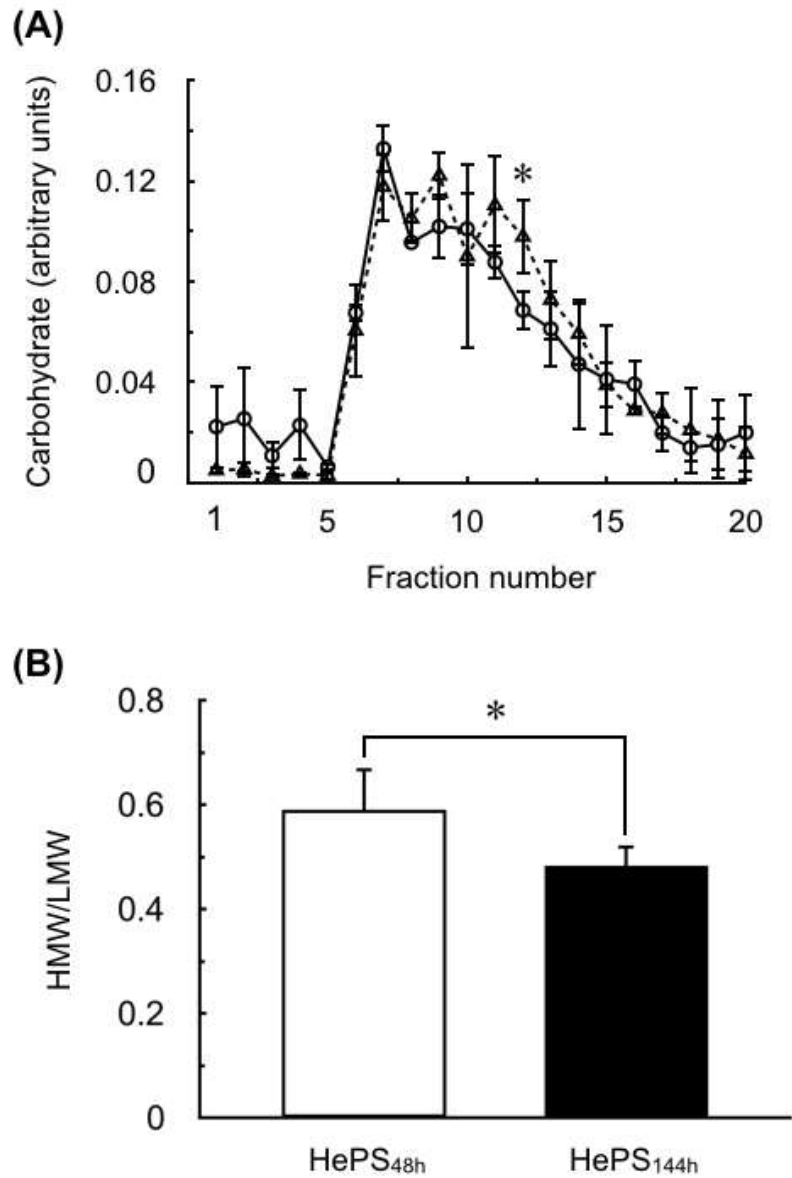 (A)
Carbohydrate (arbitrary units)
0.16
0.12
0.08
0.04
0
*
1 5 10 15 20
Fraction number
(B)
HMW/LMW
0.8
0.6
0.4
0.2
0
*
HePS48h HePS144h